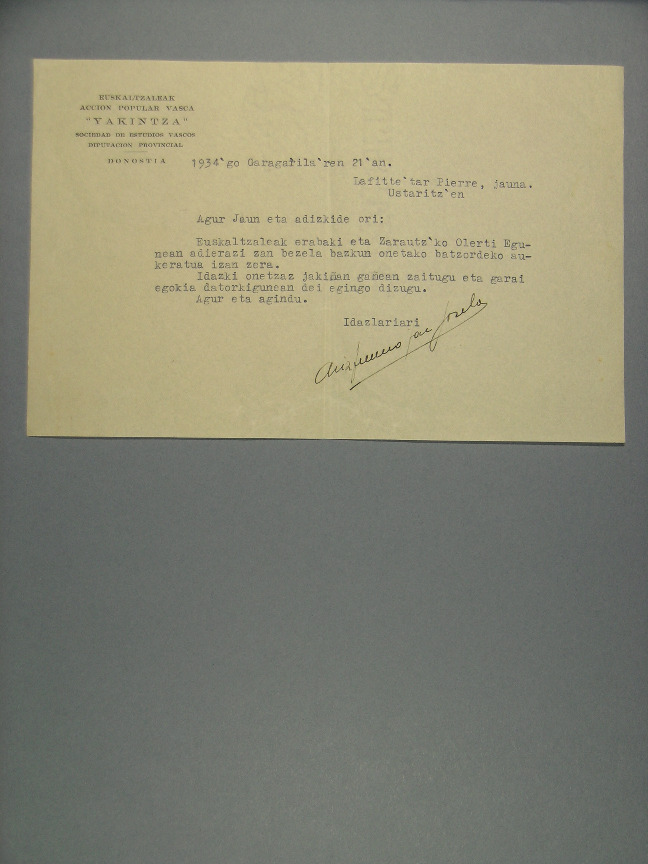 EUSKALTZALEAK
ACCION POPULAR VASCA
"YAKINTZA"
SOCIEDAD DE ESTUDIOS VASCOS
DIPUTACION PROVINCIAL
DONOSTIA
1934`go Garagarila`ren 21`an.
Lafitte`tar Pierre, jauna.
Ustaritz`en
Agur Jaun eta adizkide ori:
Euskaltzaleak erabaki eta Zarautz`ko Olerti Egu-
nean adierazi zan bezela bazkun onetako batzordeko au-
keratua izan zera.
Idazki onetzaz jakiñan gañean zaitugu eta garai
egokia datorkigunean dei egingo dizugu.
Agur eta agindu.
Idazlariari